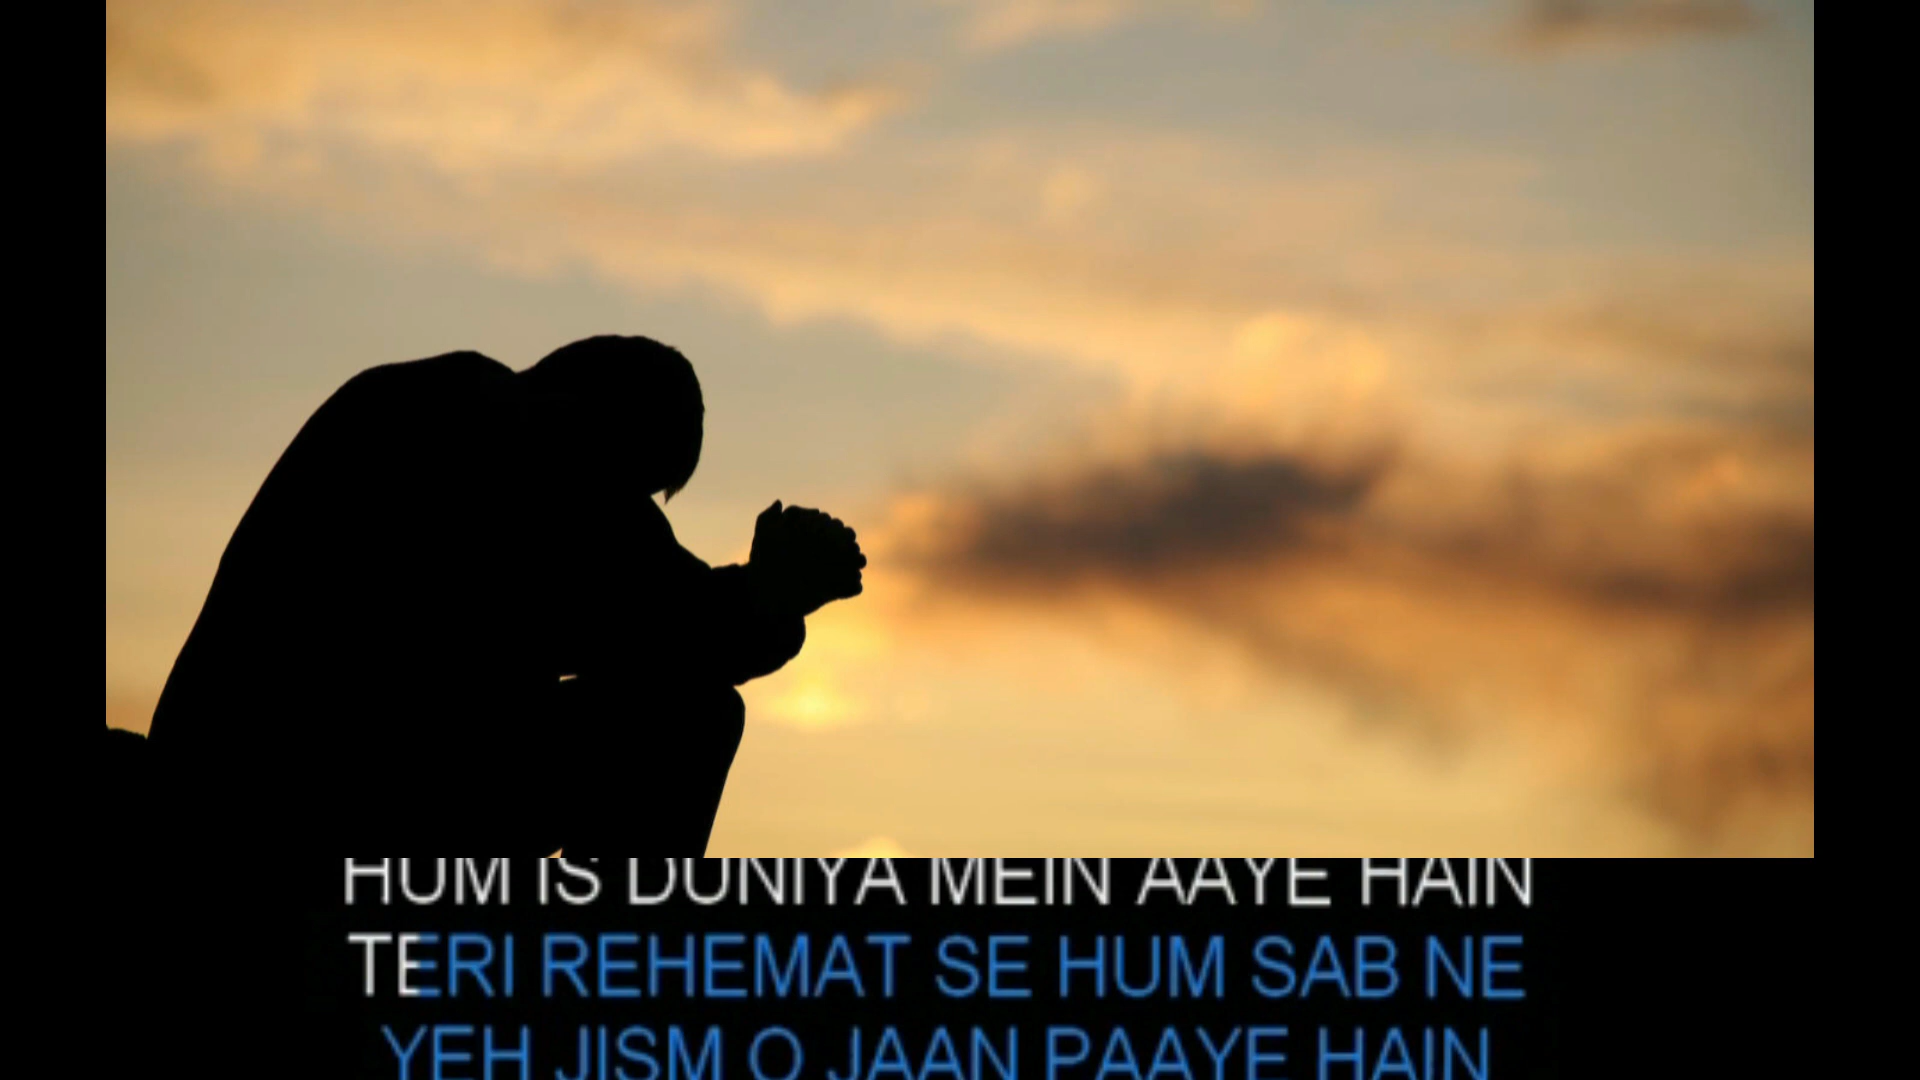 HUM IS DUNIYA MEIN AAYE HAIN
TERI REHEMAT SE HUM SAB NE
YEH JISM O JAAN PAAYE HAIN